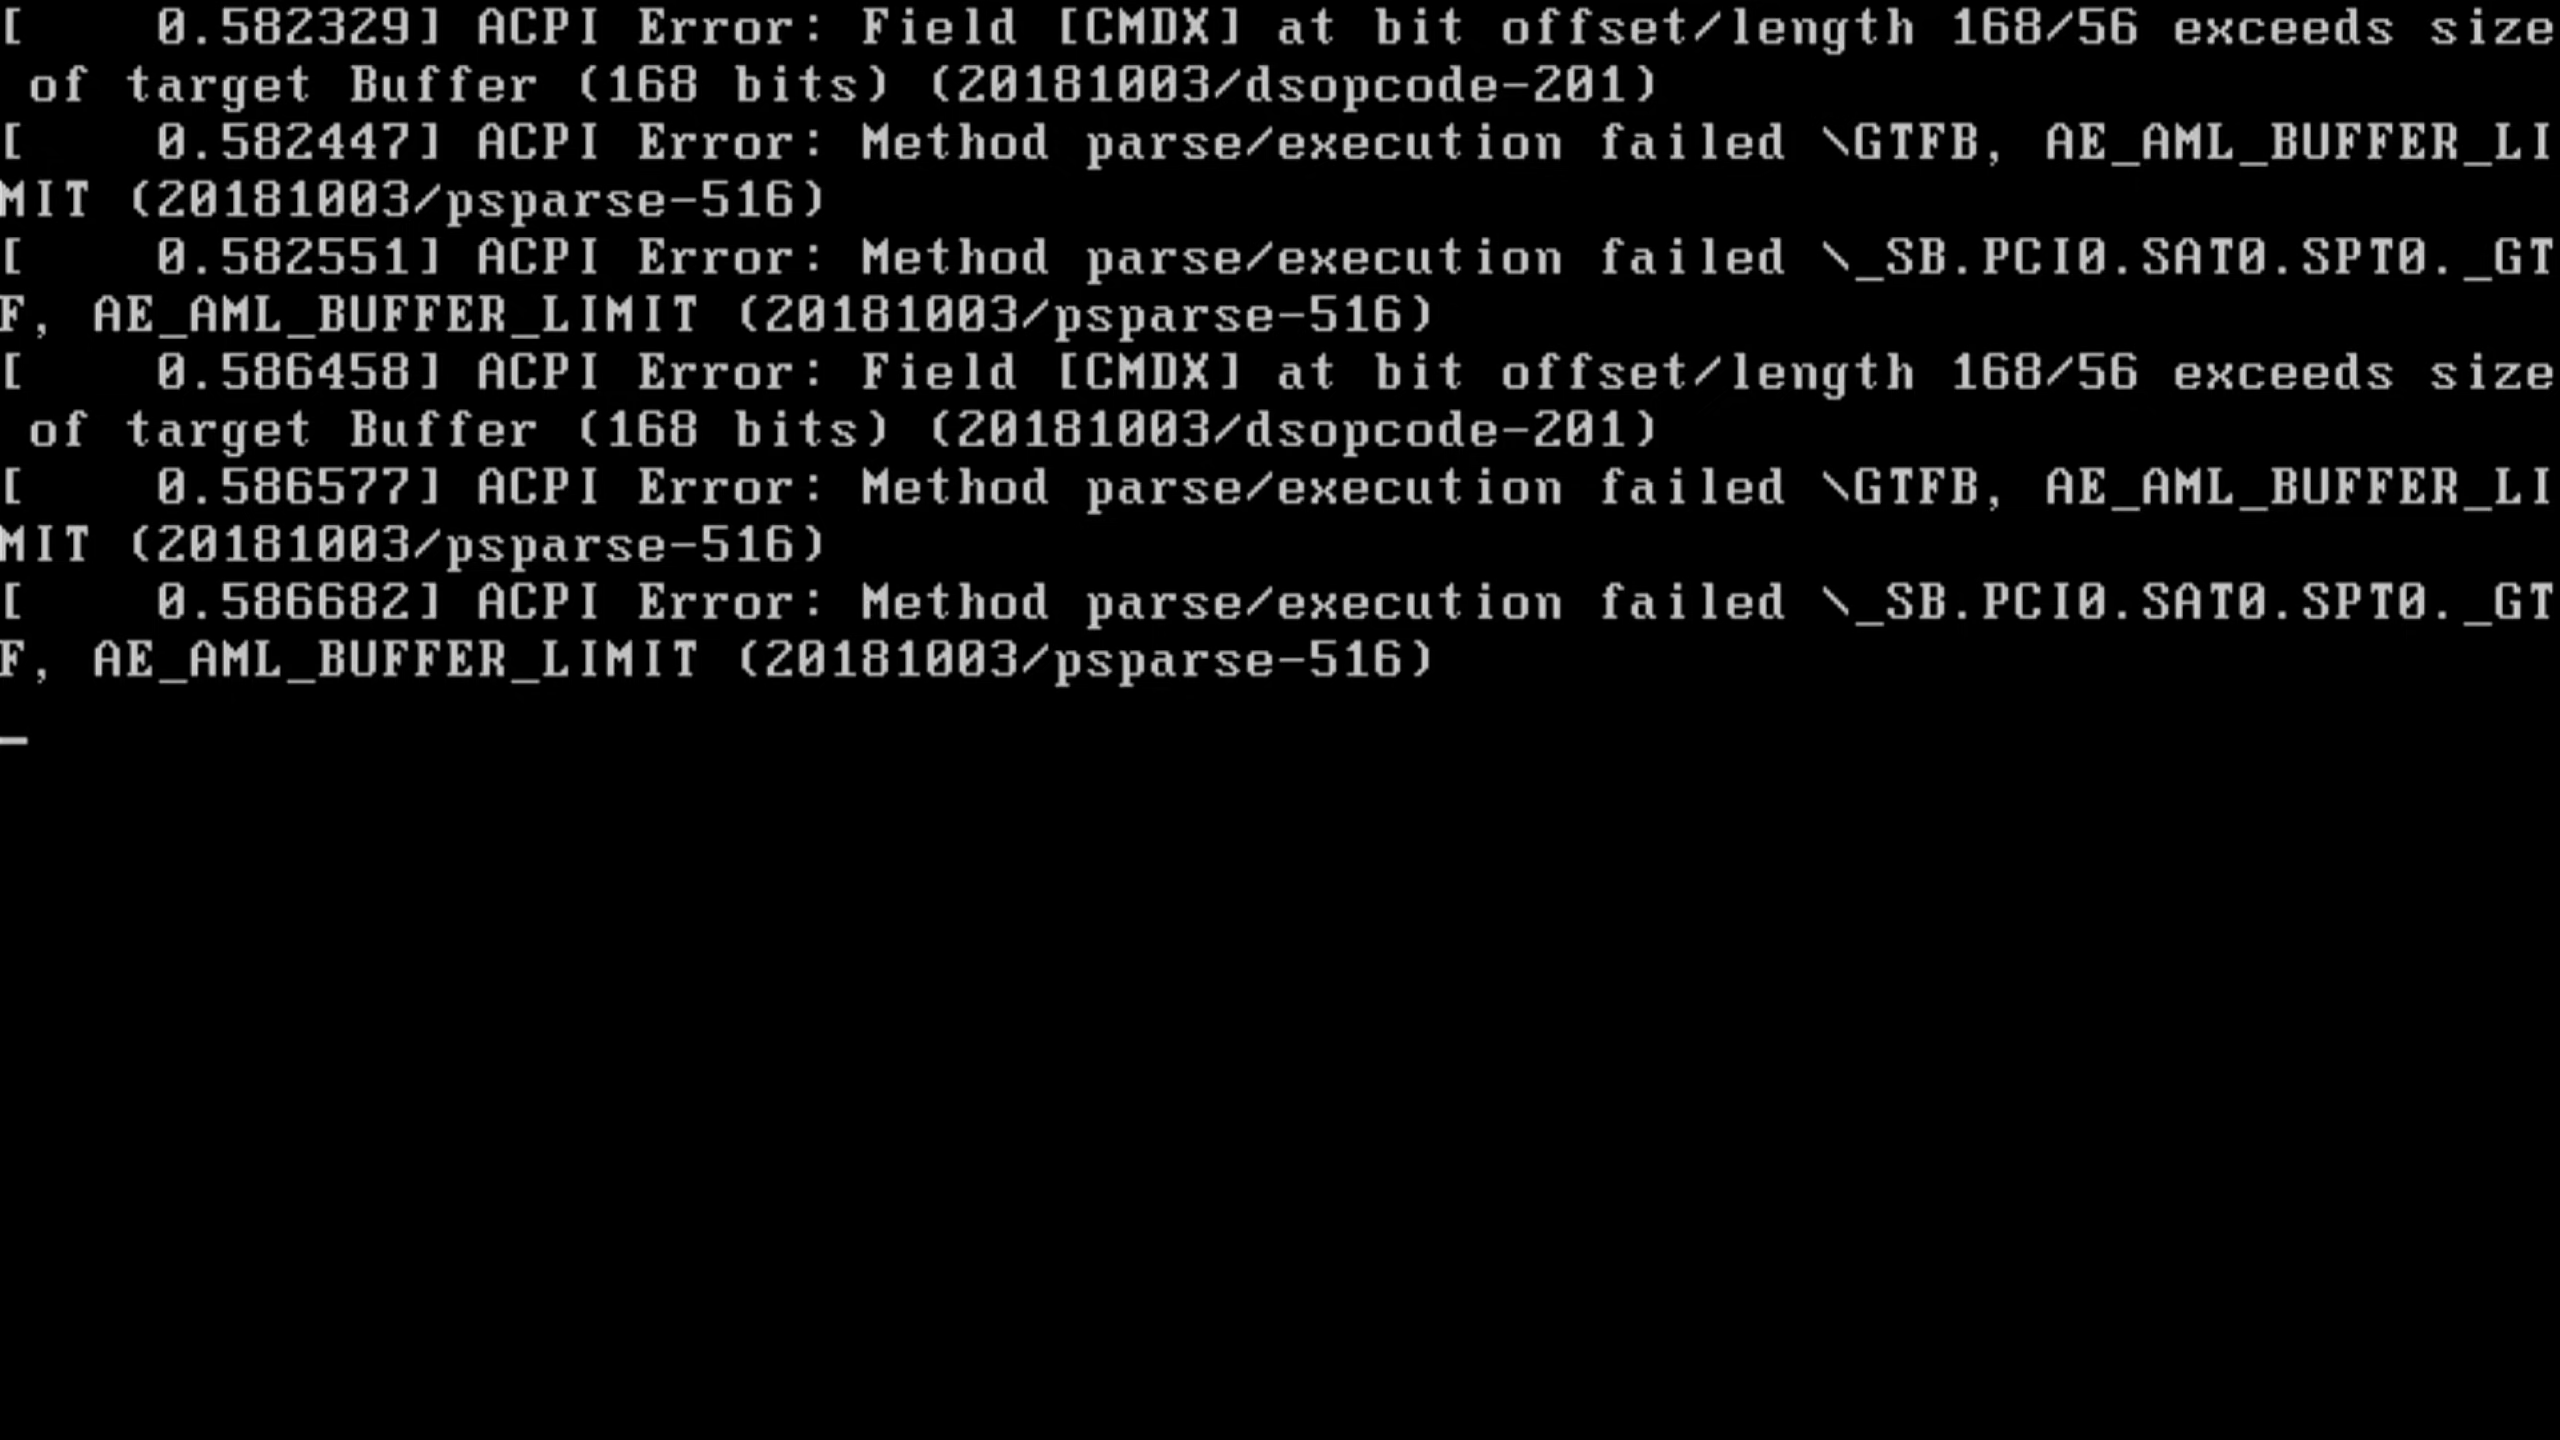 [    0.582329] ACPI Error: Field [CMDX] at bit offset/length 168/56 exceeds size
 of target Buffer (168 bits) (20181003/dsopcode-201)
[    0.582447] ACPI Error: Method parse/execution failed \GTFB, AE_AML_BUFFER_LI
MIT (20181003/psparse-516)
[    0.582551] ACPI Error: Method parse/execution failed \_SB.PCI0.SAT0.SPT0._GT
F, AE_AML_BUFFER_LIMIT (20181003/psparse-516)
[    0.586458] ACPI Error: Field [CMDX] at bit offset/length 168/56 exceeds size
 of target Buffer (168 bits) (20181003/dsopcode-201)
[    0.586577] ACPI Error: Method parse/execution failed \GTFB, AE_AML_BUFFER_LI
MIT (20181003/psparse-516)
[    0.586682] ACPI Error: Method parse/execution failed \_SB.PCI0.SAT0.SPT0._GT
F, AE_AML_BUFFER_LIMIT (20181003/psparse-516)
_